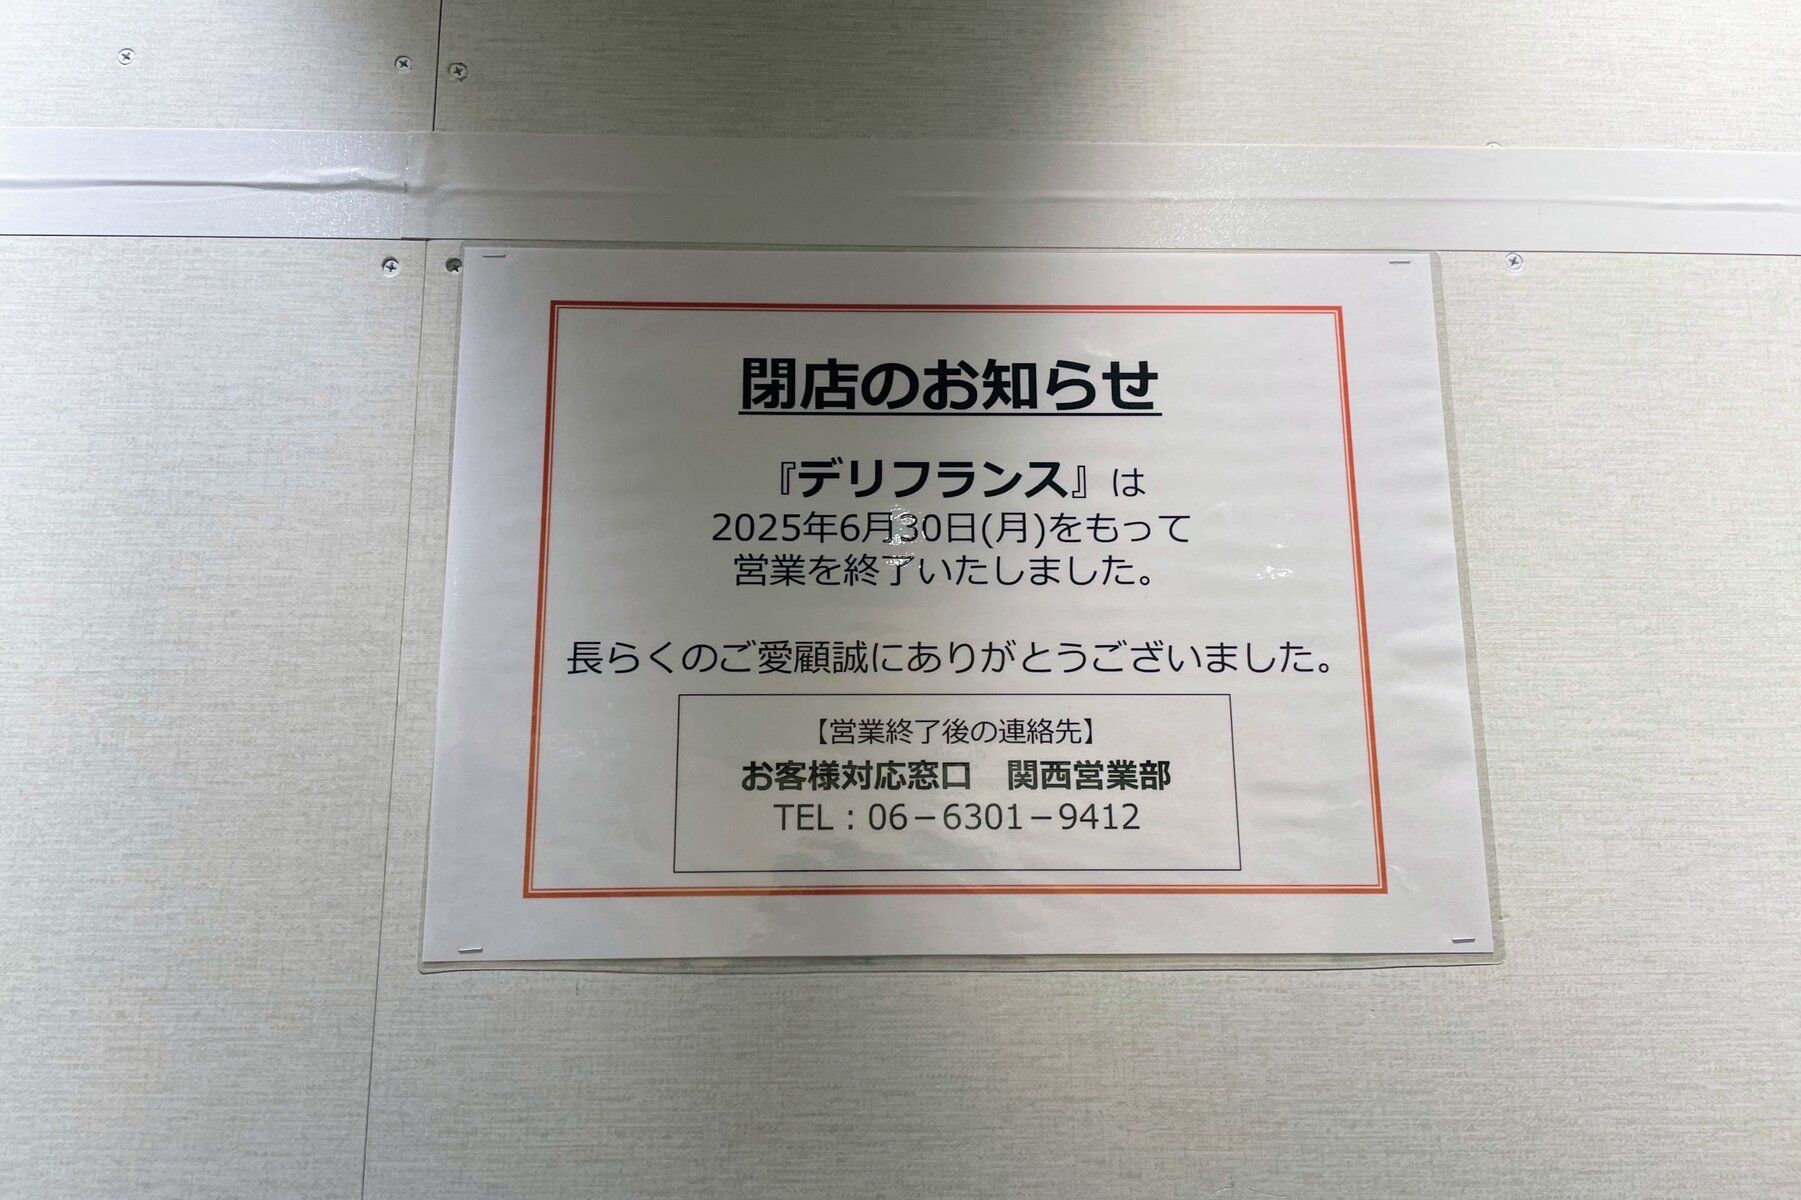 閉店のお知らせ
『デリフランス』は
2025年6月30日(月)をもって
営業を終了いたしました。
長らくのご愛顧誠にありがとうございました。
【営業終了後の連絡先】
お客様対応窓口　関西営業部
TEL：06－6301－9412